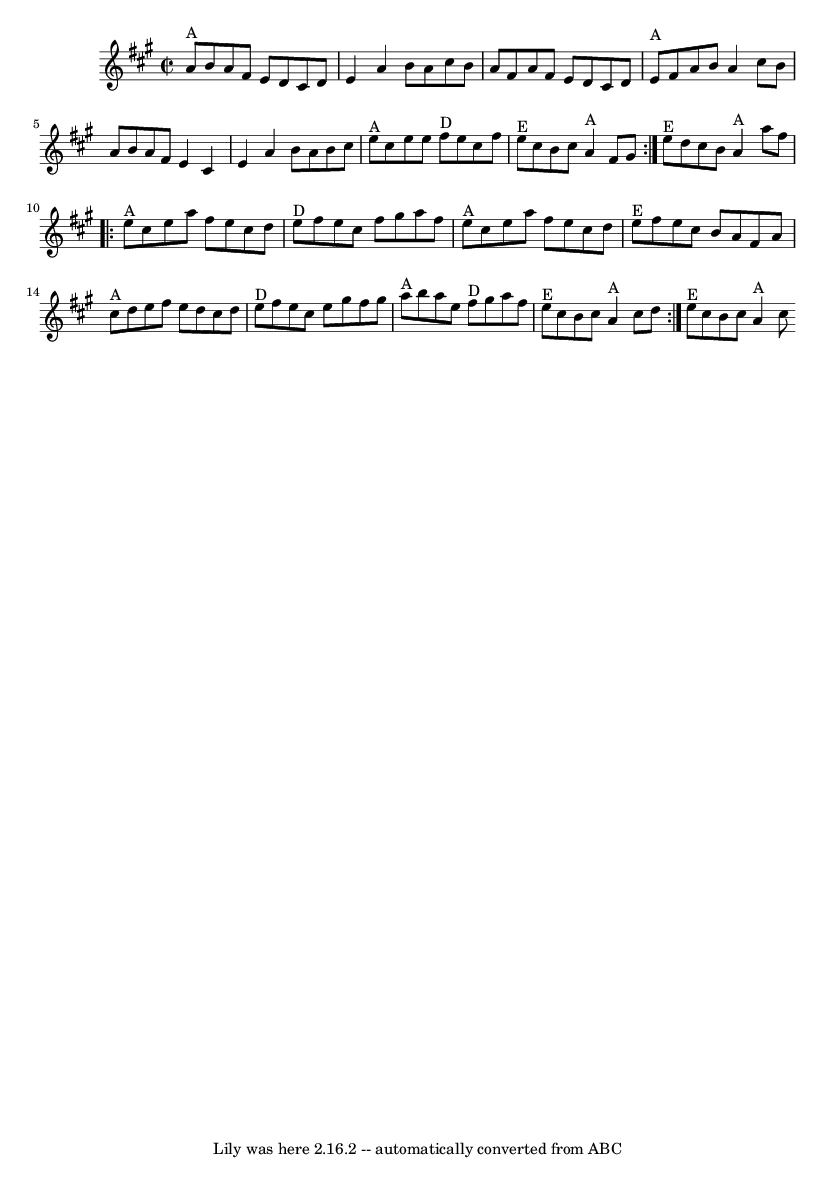 A A
5 A D E A E A
10 A D A E
14 A D A D E A E A
Lily was here 2.16.2 -- automatically converted from ABC